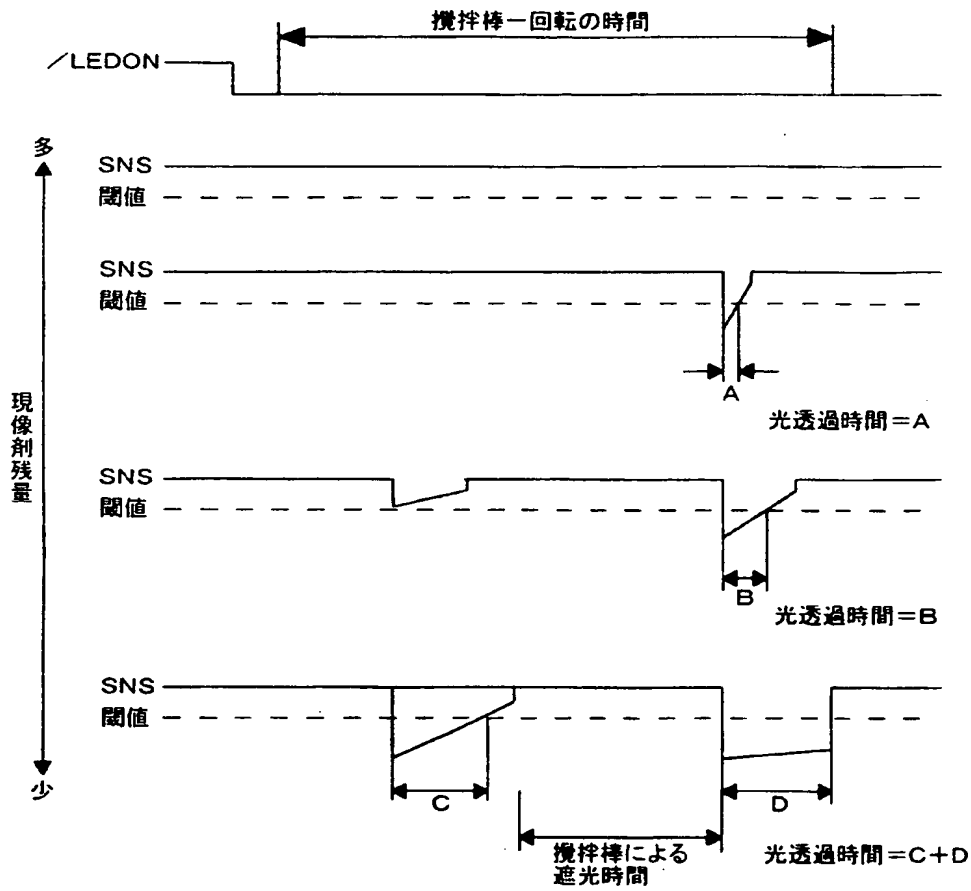 攪拌棒一回転の時間
/LEDON
多
SNS
閾値
SNS
閾値
A
光透過時間=A
現像剤残量
SNS
閾値
B
光透過時間=B
SNS
閾値
少
C
D
攪拌棒による
遮光時間
光透過時間=C+D